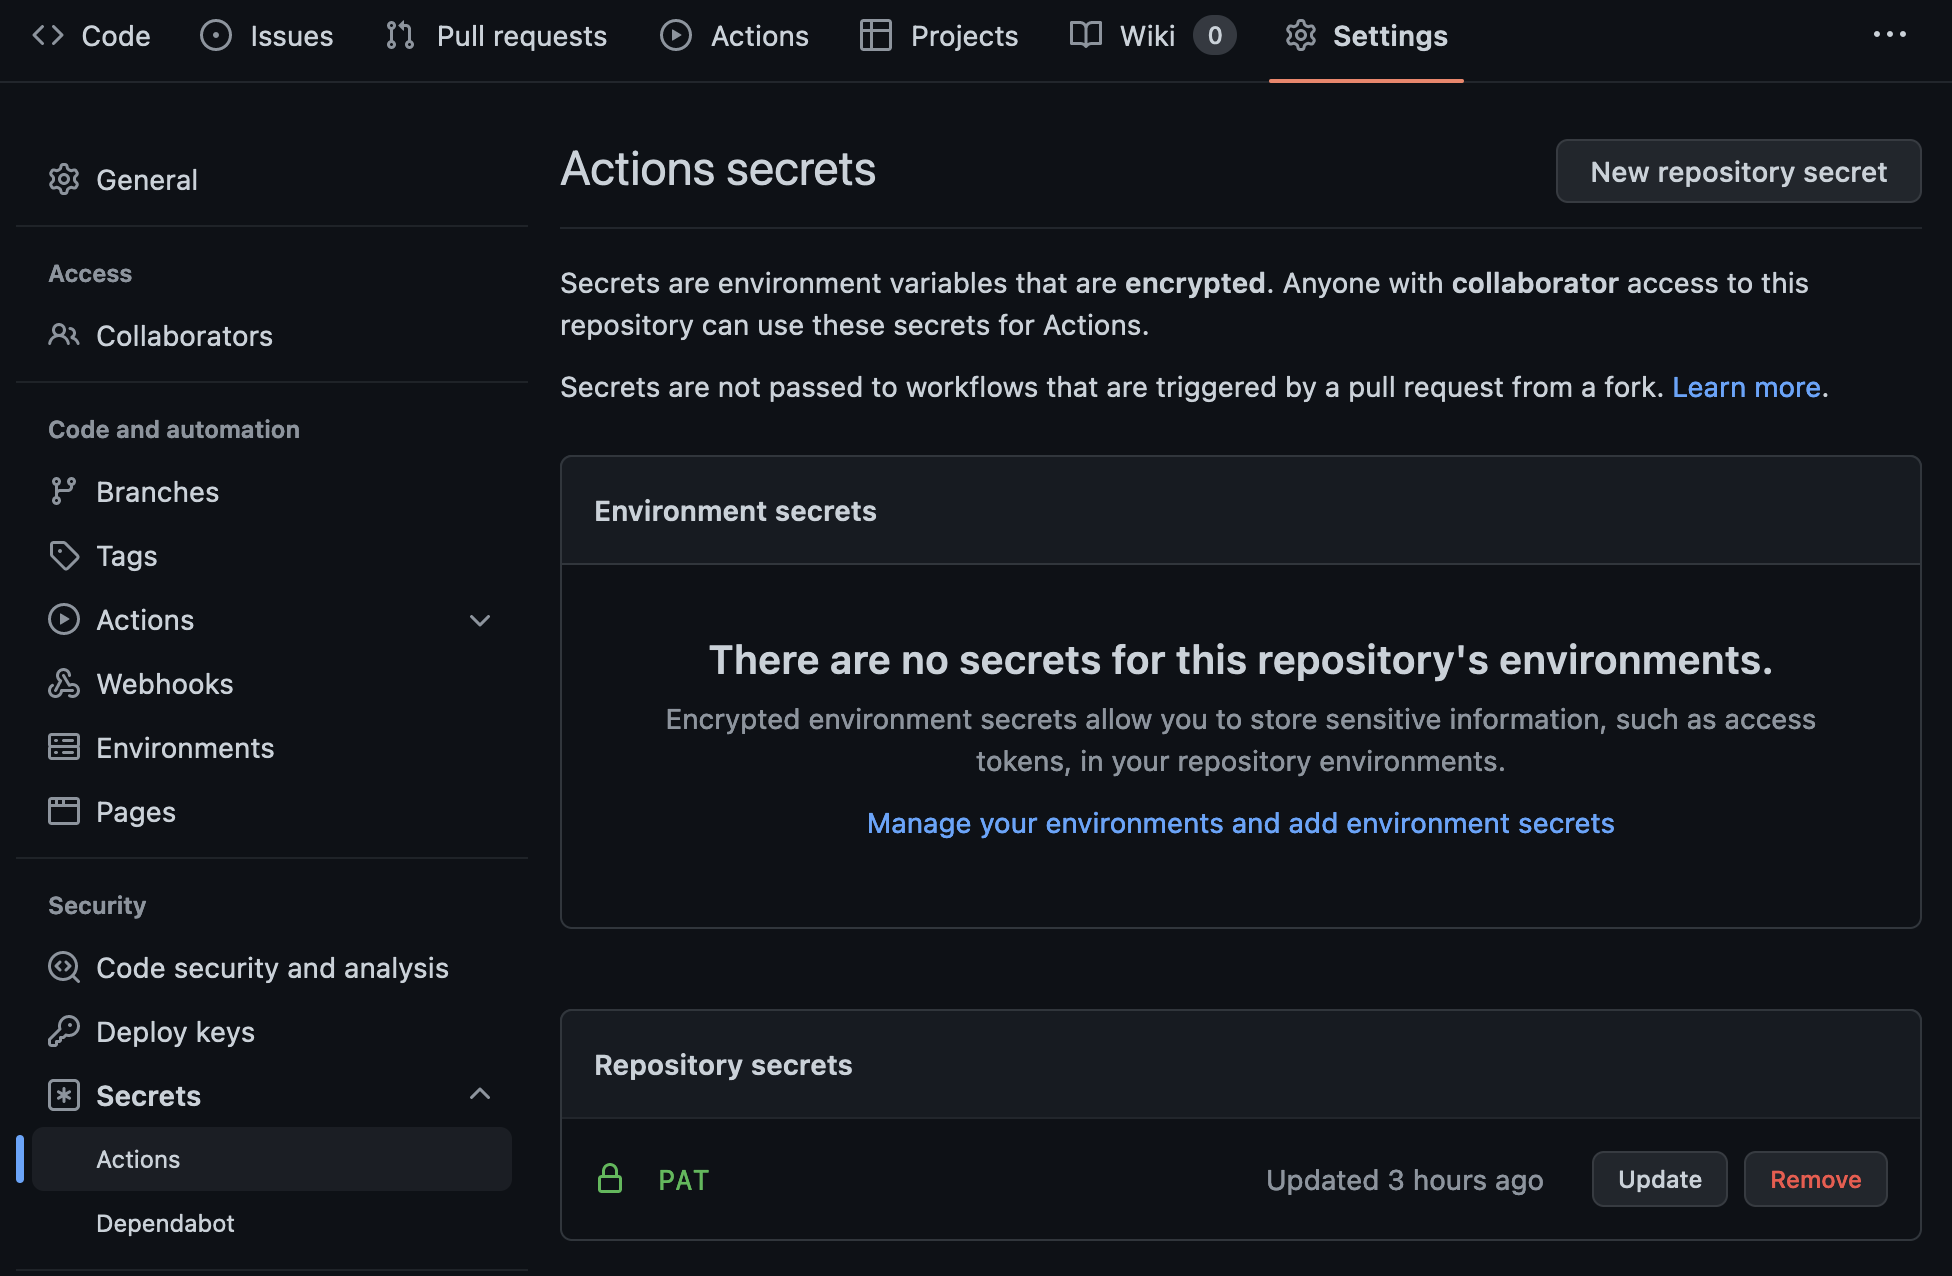 Code Issues Pull requests Actions Projects Wiki 0 Settings
General
Access
Collaborators
Code and automation
Branches
Tags
Actions
Webhooks
Environments
Pages
Security
Code security and analysis
Deploy keys
Secrets
Actions
Dependabot
Actions secrets
New repository secret
Secrets are environment variables that are encrypted. Anyone with collaborator access to this
repository can use these secrets for Actions.
Secrets are not passed to workflows that are triggered by a pull request from a fork. Learn more.
Environment secrets
There are no secrets for this repository's environments.
Encrypted environment secrets allow you to store sensitive information, such as access
tokens, in your repository environments.
Manage your environments and add environment secrets
Repository secrets
PAT Updated 3 hours ago Update Remove